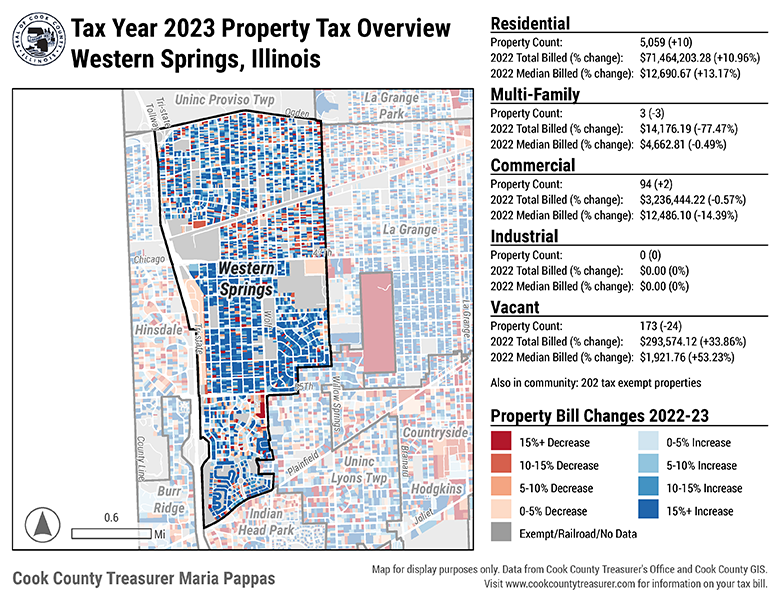 SEAL OF COOK COUNTY
ILLINOIS
Tax Year 2023 Property Tax Overview
Western Springs, Illinois
Uninc Proviso Twp
La Grange
Park
Tri-state
Tollway
Ogden
La Grange
47th
Chicago
Western
Springs
Wolf
Hinsdale
Tri-state
La Grange
55Th
Willow Springs
Countryside
County Line
Plainfield
Brainard
Uninc
Lyons Twp
Hodgkins
Burr
Ridge
Indian
Head Park
Joliet
0.6
Mi
Residential
Property Count: 5,059 (+10)
2022 Total Billed (% change): $71,464,203.28 (+10.96%)
2022 Median Billed (% change): $12,690.67 (+13.17%)
Multi-Family
Property Count: 3 (-3)
2022 Total Billed (% change): $14,176.19 (-77.47%)
2022 Median Billed (% change): $4,662.81 (-0.49%)
Commercial
Property Count: 94 (+2)
2022 Total Billed (% change): $3,236,444.22 (-0.57%)
2022 Median Billed (% change): $12,486.10 (-14.39%)
Industrial
Property Count: 0 (0)
2022 Total Billed (% change): $0.00 (0%)
2022 Median Billed (% change): $0.00 (0%)
Vacant
Property Count: 173 (-24)
2022 Total Billed (% change): $293,574.12 (+33.86%)
2022 Median Billed (% change): $1,921.76 (+53.23%)
Also in community: 202 tax exempt properties
Property Bill Changes 2022-23
15%+ Decrease
10-15% Decrease
5-10% Decrease
0-5% Decrease
Exempt/Railroad/No Data
0-5% Increase
5-10% Increase
10-15% Increase
15%+ Increase
Cook County Treasurer Maria Pappas
Map for display purposes only. Data from Cook County Treasurer's Office and Cook County GIS.
Visit www.cookcountytreasurer.com for information on your tax bill.